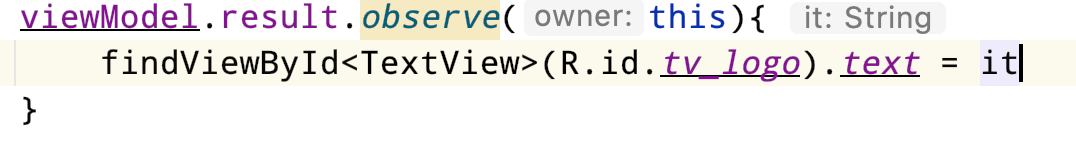 viewModel.result.observe( owner: this){ it: String
findViewById<TextView>(R.id.tv_logo).text = it
}